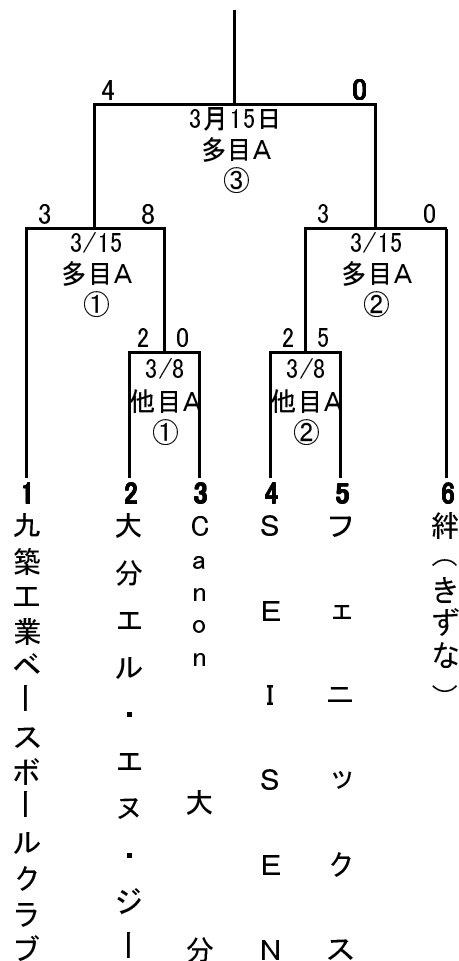 4 0
3月15日
多目A
③
3 8
3/15
多目A
①
3 0
3/15
多目A
②
2 0
3/8
他目A
①
2 5
3/8
他目A
②
1
九築工業ベースボールクラブ
2
大分エル・エヌ・ジー
3
Canon 大分
4
SEISEN
5
フェニックス
6
絆(きずな)